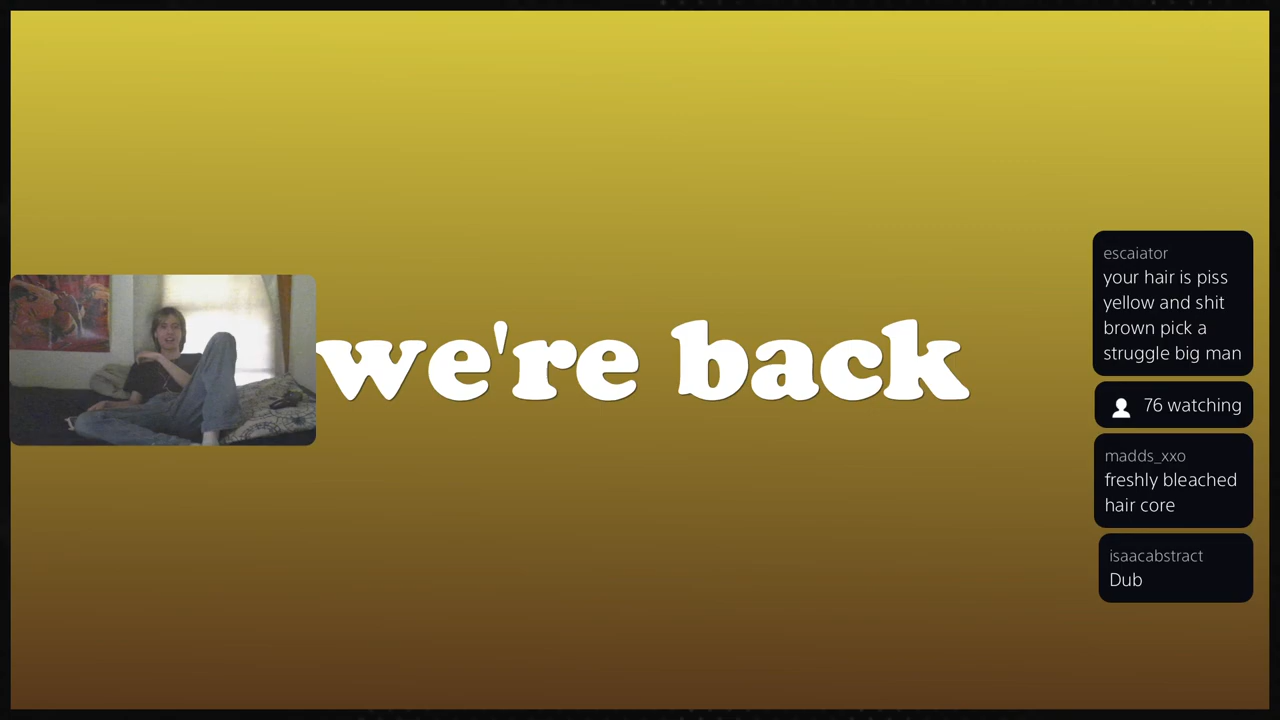 we're back
escaiator
your hair is piss
yellow and shit
brown pick a
struggle big man
76 watching
madds_xxo
freshly bleached
hair core
isaacabstract
Dub